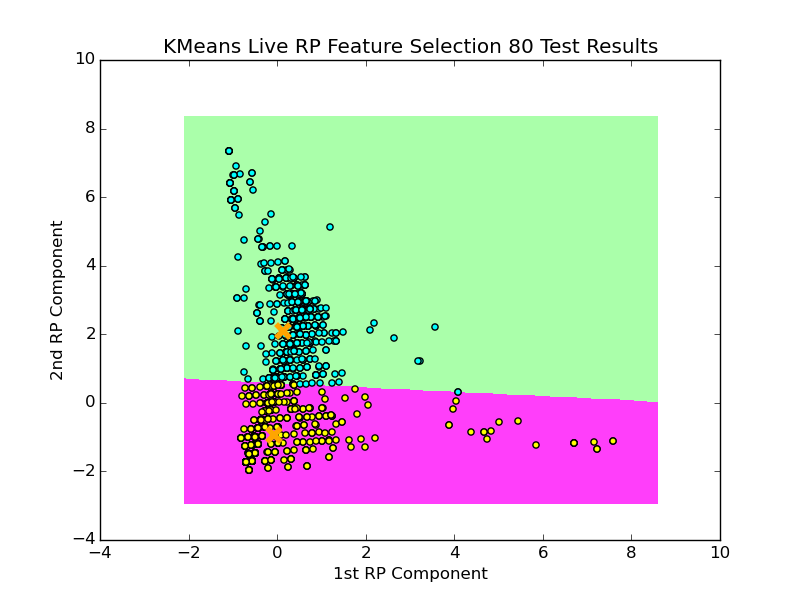 KMeans Live RP Feature Selection 80 Test Results
10
8
6
4
2
0
−2
−4
2nd RP Component
−4 −2 0 2 4 6 8 10
1st RP Component